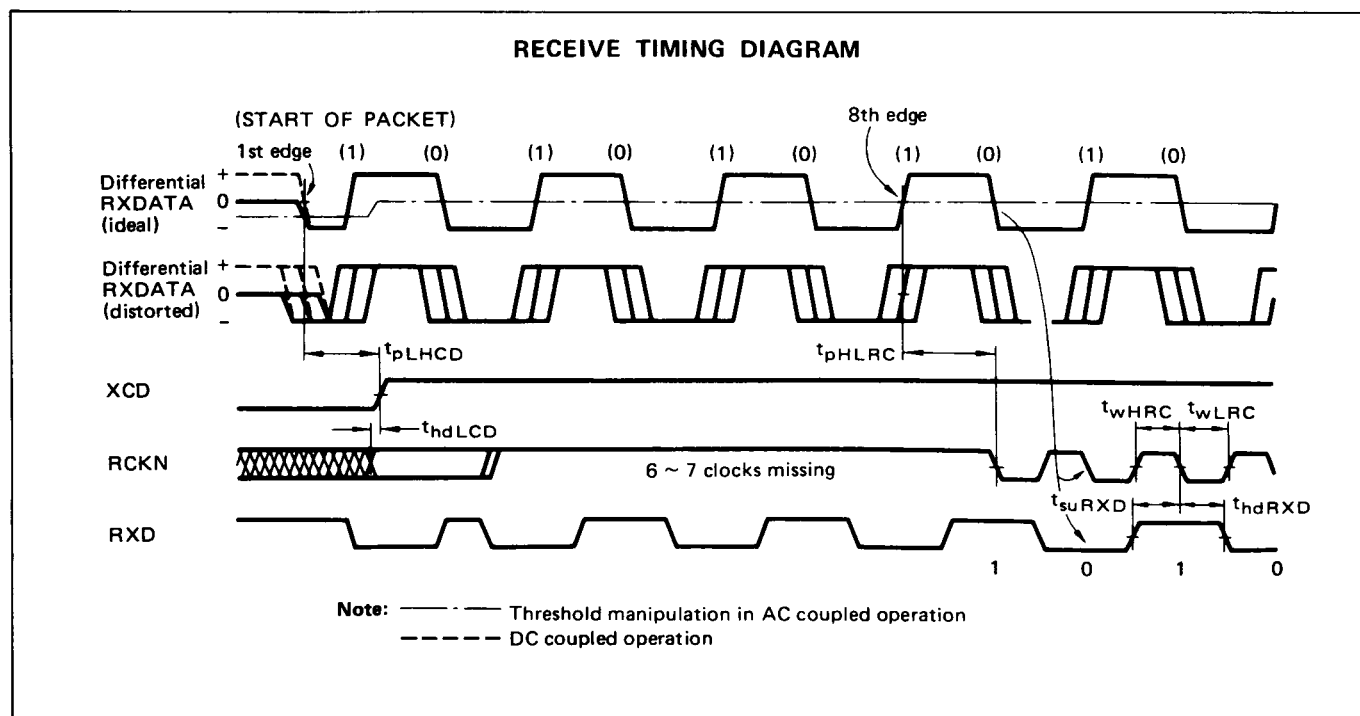 RECEIVE TIMING DIAGRAM
(START OF PACKET)
8th edge
1st edge
(1) (0) (1) (0) (1) (0) (1) (0) (1) (0)
Differential +
RXDATA 0
(ideal) −
Differential +
RXDATA 0
(distorted) −
tpLHCD
tpHLRC
XCD
twHRC twLRC
thdLCD
RCKN
6 ~ 7 clocks missing
tsuRXD
thdRXD
RXD
1 0 1 0
Note: Threshold manipulation in AC coupled operation
DC coupled operation